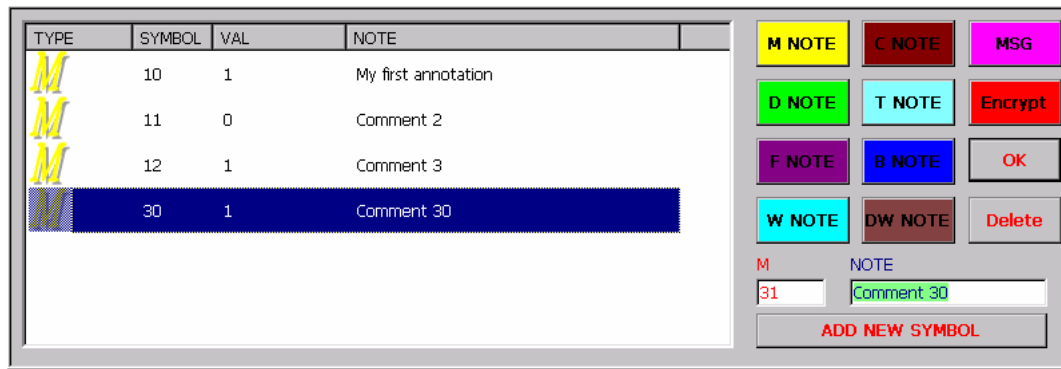 TYPE SYMBOL VAL NOTE
M 10 1 My first annotation
M 11 0 Comment 2
M 12 1 Comment 3
M 30 1 Comment 30
M NOTE C NOTE MSG
D NOTE T NOTE Encrypt
F NOTE B NOTE OK
W NOTE DW NOTE Delete
M NOTE
31 Comment 30
ADD NEW SYMBOL